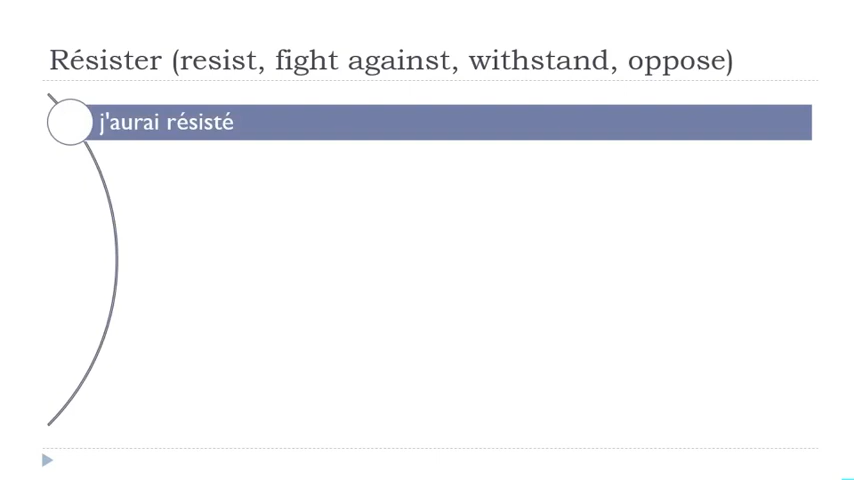 Résister (resist, fight against, withstand, oppose)
j'aurai résisté